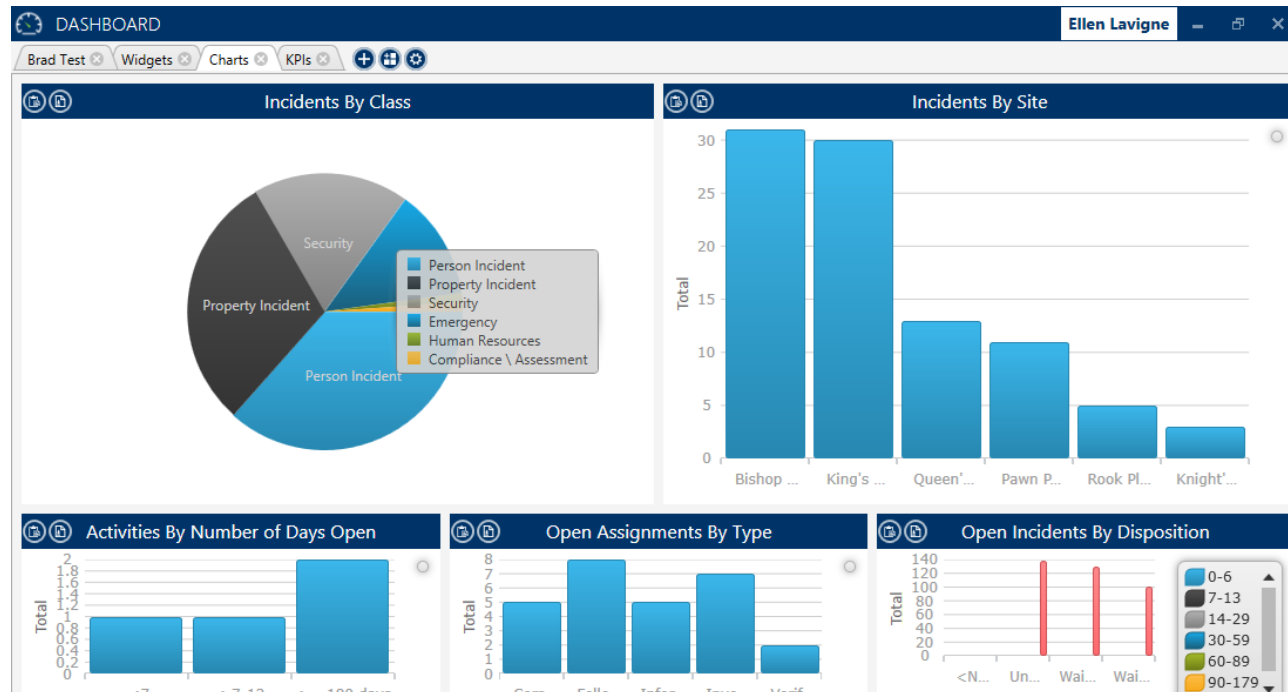 DASHBOARD
Ellen Lavigne
Brad Test Widgets Charts KPIs
Incidents By Class
Security
Property Incident
Person Incident
Person Incident
Property Incident
Security
Emergency
Human Resources
Compliance \ Assessment
Incidents By Site
Total
30
25
20
15
10
5
0
Bishop ... King's ... Queen'... Pawn P... Rook Pl... Knight'...
Activities By Number of Days Open
Total
2
1.8
1.6
1.4
1.2
1
0.8
0.6
0.4
0.2
0
Open Assignments By Type
Total
8
7
6
5
4
3
2
1
0
Open Incidents By Disposition
Total
140
120
100
80
60
40
20
0
<N... Un... Wai... Wai...
0-6
7-13
14-29
30-59
60-89
90-179